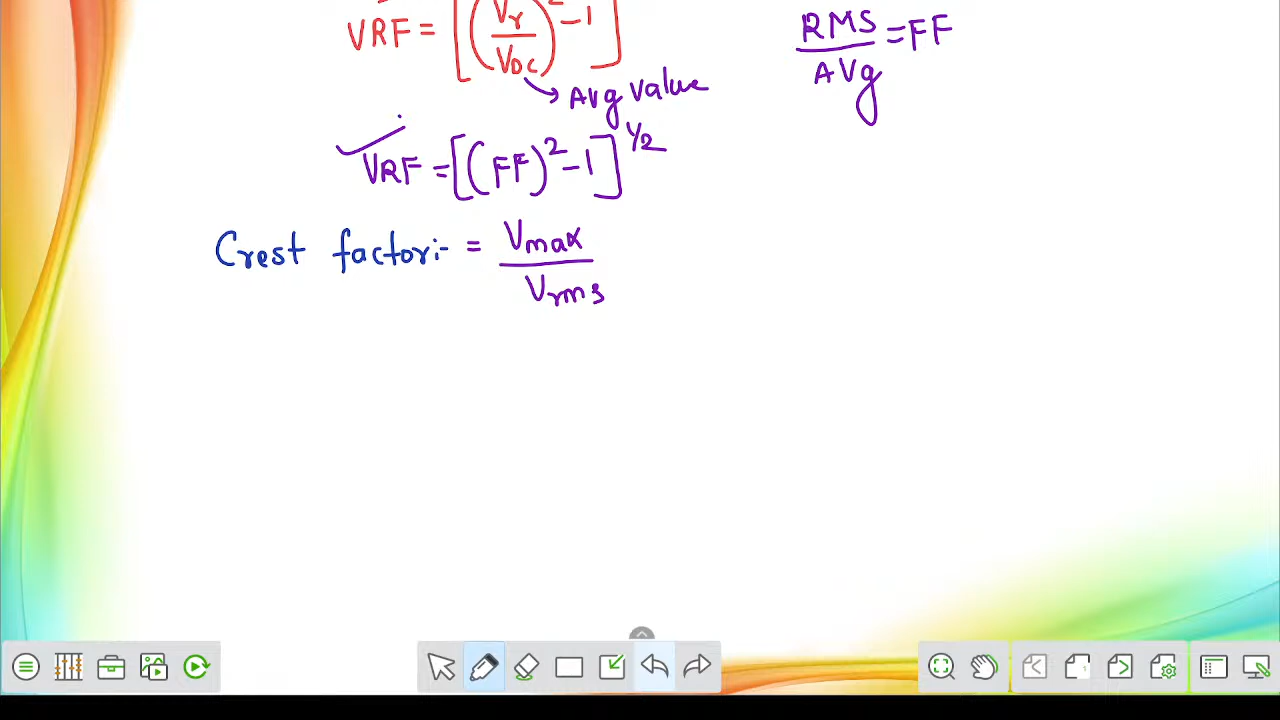 VRF = [(Vr/VDC)²-1]
RMS/AVg = FF
AVg Value
VRF = [(FF)²-1]^1/2
Crest factor:- = Vmax/Vrms